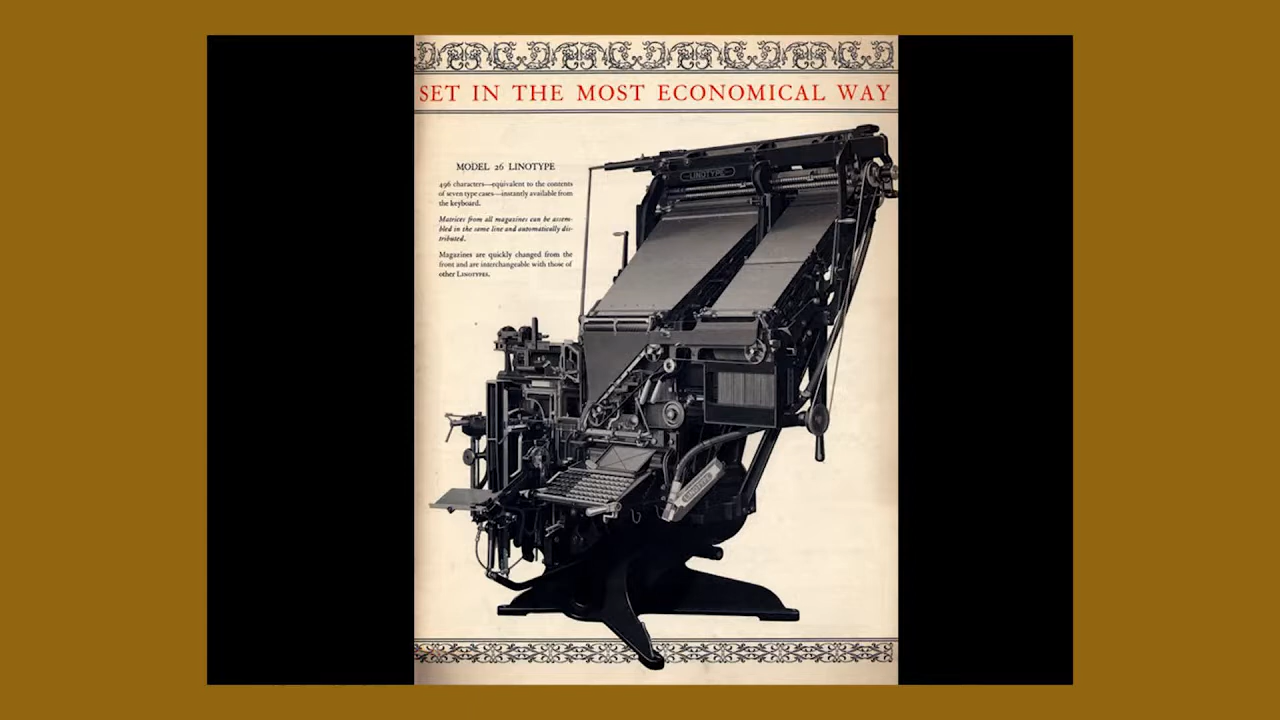 SET IN THE MOST ECONOMICAL WAY
MODEL 26 LINOTYPE
496 characters—equivalent to the contents
of seven type cases—instantly available from
the keyboard.
Matrices from all magazines can be assem-
bled in the same line and automatically dis-
tributed.
Magazines are quickly changed from the
front and are interchangeable with those of
other LINOTYPES.
LINOTYPE